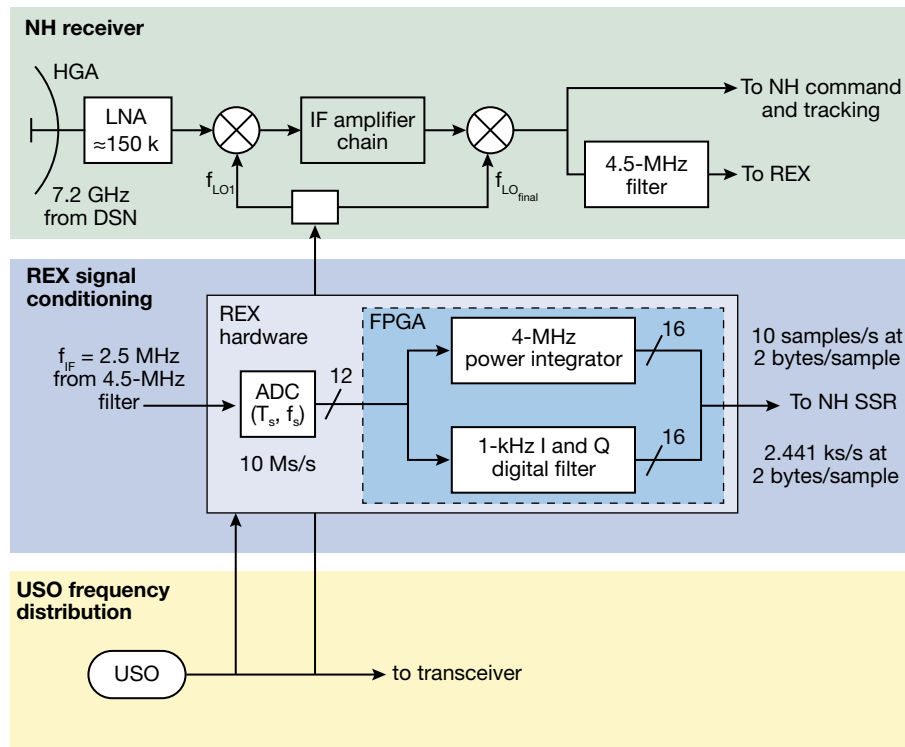 NH receiver
HGA
LNA
≈150 k
IF amplifier
chain
To NH command
and tracking
4.5-MHz
filter
To REX
f_LO1
f_LO_final
7.2 GHz
from DSN
REX signal
conditioning
REX
hardware
FPGA
f_IF = 2.5 MHz
from 4.5-MHz
filter
ADC
(T_s, f_s)
10 Ms/s
12
4-MHz
power integrator
16
1-kHz I and Q
digital filter
16
10 samples/s at
2 bytes/sample
To NH SSR
2.441 ks/s at
2 bytes/sample
USO frequency
distribution
USO
to transceiver